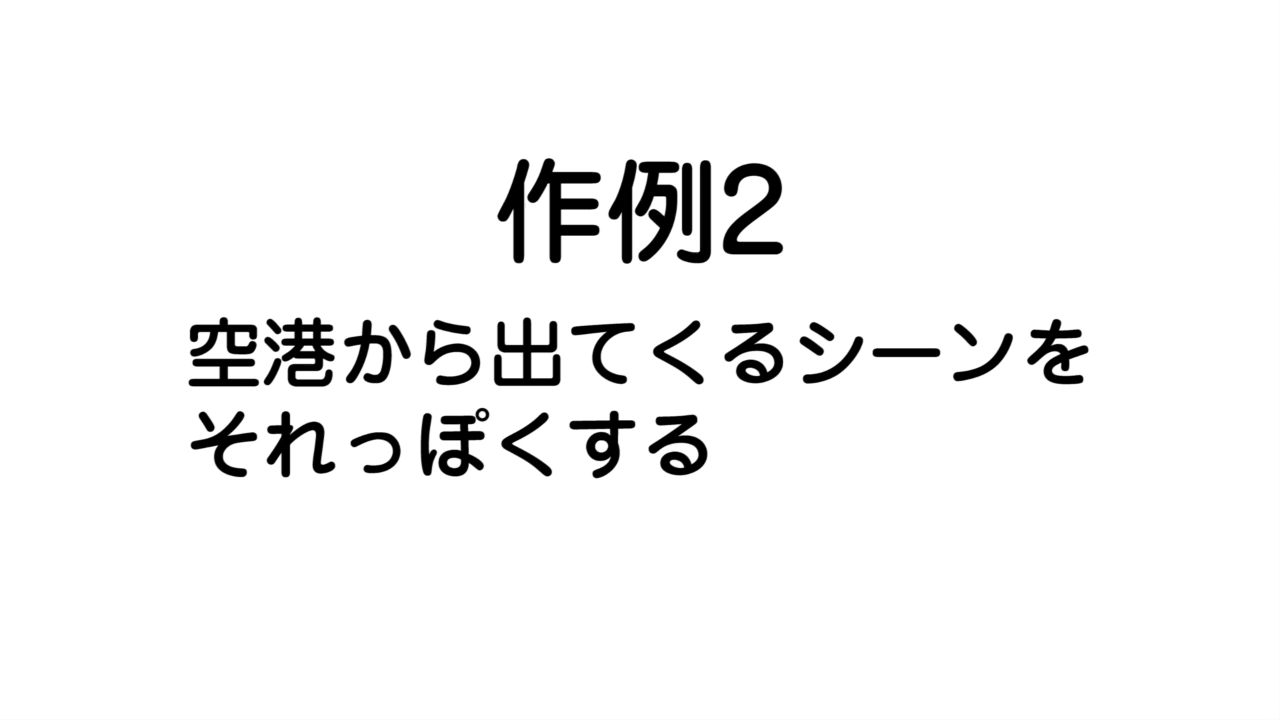 作例2
空港から出てくるシーンを
それっぽくする